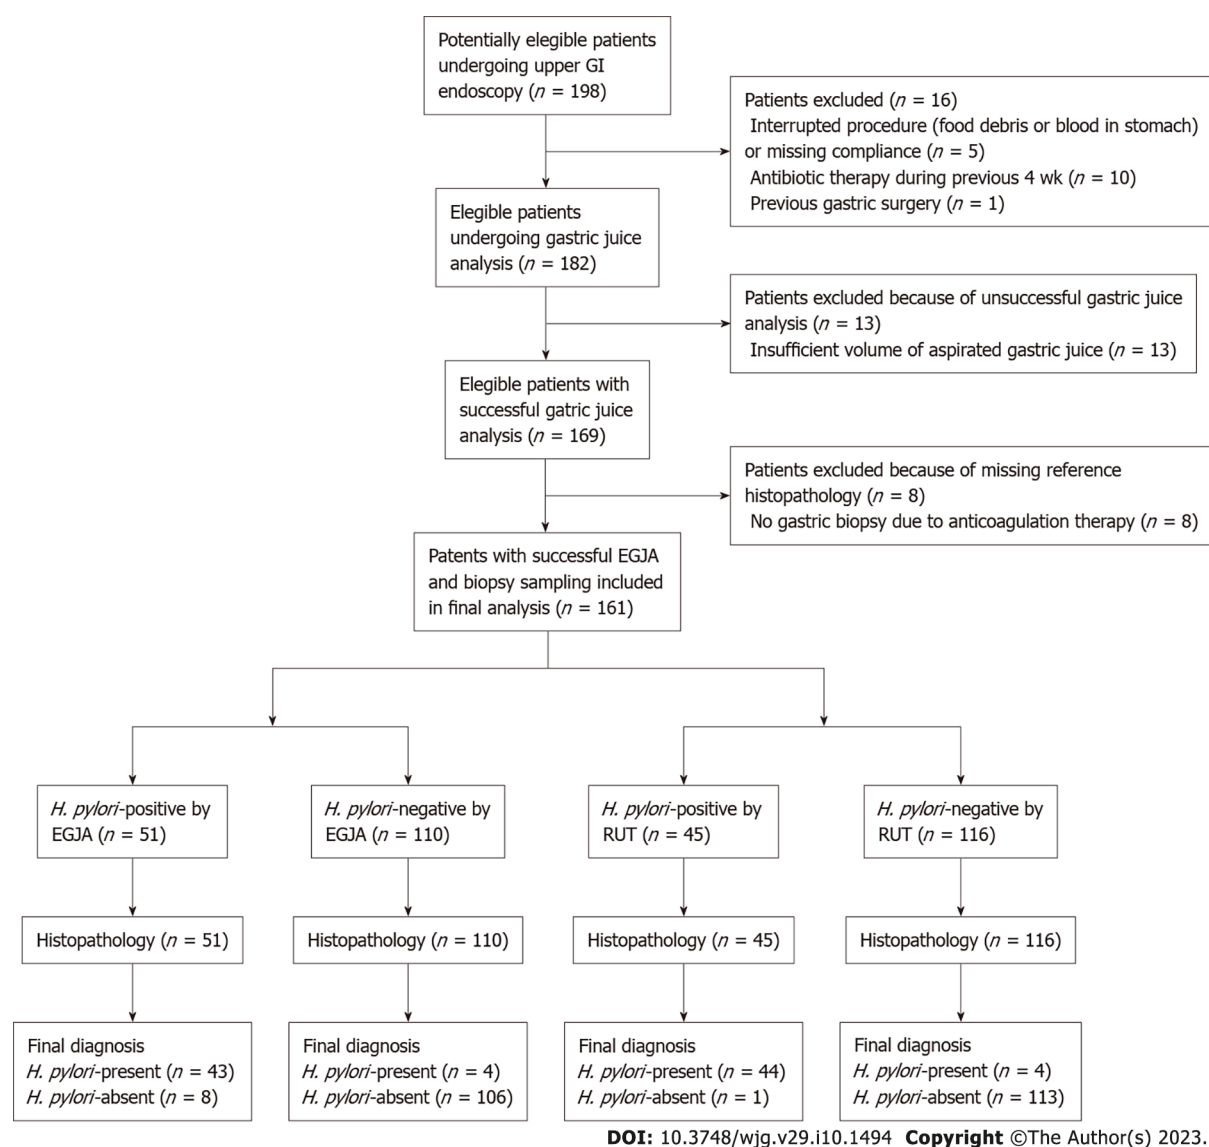 Potentially elegible patients
undergoing upper GI
endoscopy (n = 198)
Patients excluded (n = 16)
Interrupted procedure (food debris or blood in stomach)
or missing compliance (n = 5)
Antibiotic therapy during previous 4 wk (n = 10)
Previous gastric surgery (n = 1)
Elegible patients
undergoing gastric juice
analysis (n = 182)
Patients excluded because of unsuccessful gastric juice
analysis (n = 13)
Insufficient volume of aspirated gastric juice (n = 13)
Elegible patients with
successful gatric juice
analysis (n = 169)
Patients excluded because of missing reference
histopathology (n = 8)
No gastric biopsy due to anticoagulation therapy (n = 8)
Patents with successful EGJA
and biopsy sampling included
in final analysis (n = 161)
H. pylori-positive by
EGJA (n = 51)
H. pylori-negative by
EGJA (n = 110)
H. pylori-positive by
RUT (n = 45)
H. pylori-negative by
RUT (n = 116)
Histopathology (n = 51)
Histopathology (n = 110)
Histopathology (n = 45)
Histopathology (n = 116)
Final diagnosis
H. pylori-present (n = 43)
H. pylori-absent (n = 8)
Final diagnosis
H. pylori-present (n = 4)
H. pylori-absent (n = 106)
Final diagnosis
H. pylori-present (n = 44)
H. pylori-absent (n = 1)
Final diagnosis
H. pylori-present (n = 4)
H. pylori-absent (n = 113)
DOI: 10.3748/wjg.v29.i10.1494 Copyright ©The Author(s) 2023.